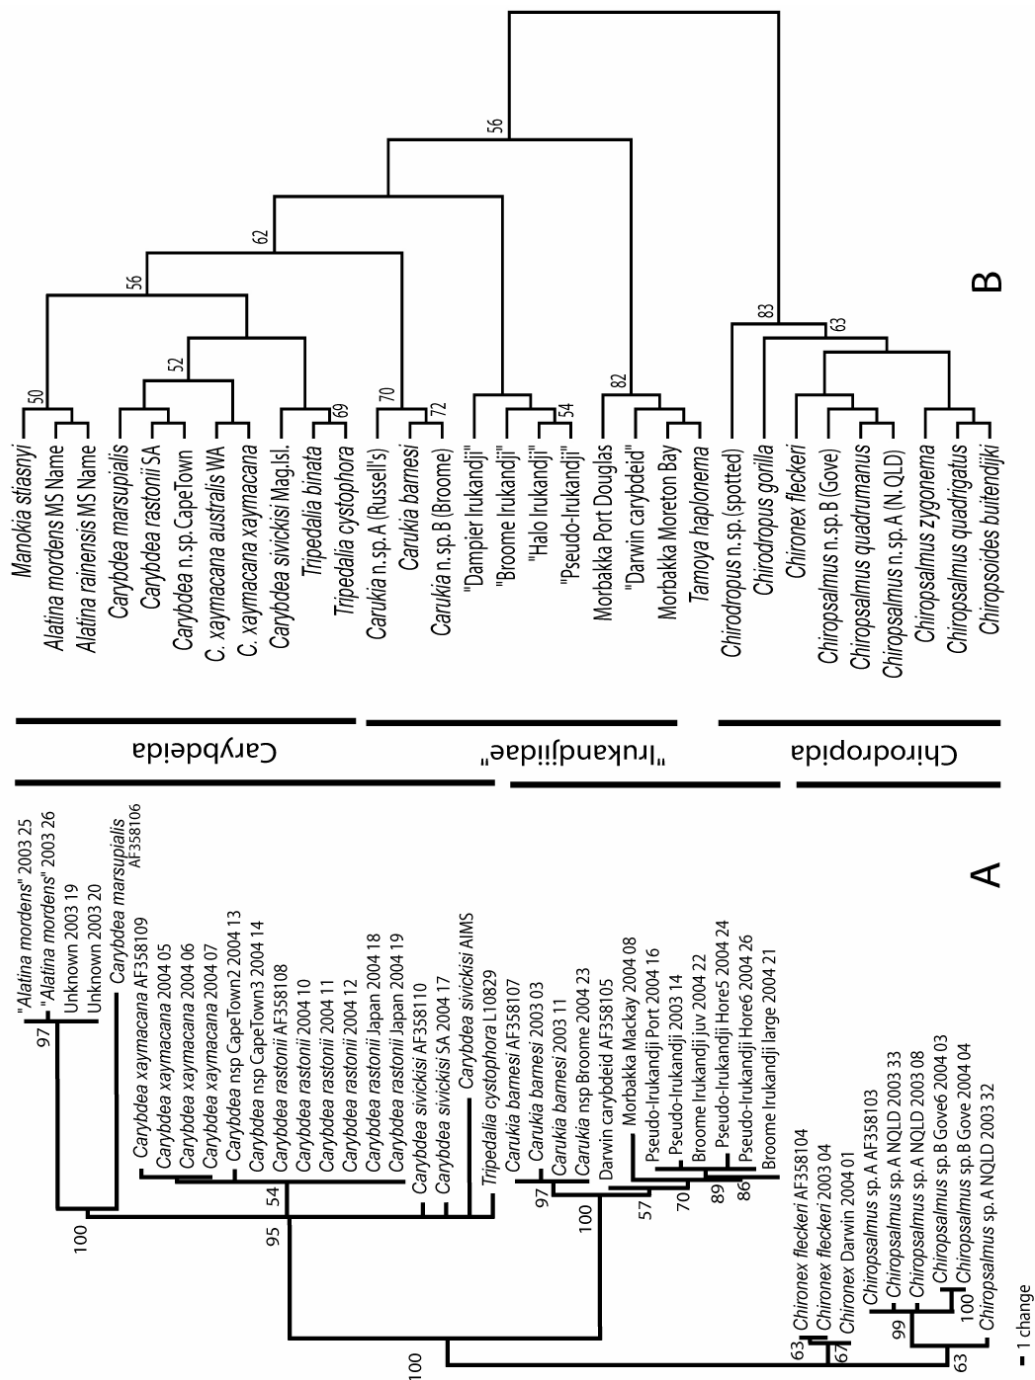 "Alatina mordens" 2003 25
"Alatina mordens" 2003 26
Unknown 2003 19
Unknown 2003 20
Carybdea marsupialis
AF358106
Carybdea xaymacana AF358109
Carybdea xaymacana 2004 05
Carybdea xaymacana 2004 06
Carybdea xaymacana 2004 07
Carybdea nsp CapeTown2 2004 13
Carybdea nsp CapeTown3 2004 14
Carybdea rastonii AF358108
Carybdea rastonii 2004 10
Carybdea rastonii 2004 11
Carybdea rastonii 2004 12
Carybdea rastonii Japan 2004 18
Carybdea rastonii Japan 2004 19
Carybdea sivickisi AF358110
Carybdea sivickisi SA 2004 17
Carybdea sivickisi AIMS
Tripedalia cystophora L10829
Carukia barnesi AF358107
Carukia barnesi 2003 03
Carukia barnesi 2003 11
Carukia nsp Broome 2004 23
Darwin carybdeid AF358105
Morbakka Mackay 2004 08
Pseudo-Irukandji Port 2004 16
Pseudo-Irukandji 2003 14
Broome Irukandji juv 2004 22
Pseudo-Irukandji Hore5 2004 24
Pseudo-Irukandji Hore6 2004 26
Broome Irukandji large 2004 21
Chironex fleckeri AF358104
Chironex fleckeri 2003 04
Chironex Darwin 2004 01
Chiropsalmus sp.A AF358103
Chiropsalmus sp.A NQLD 2003 33
Chiropsalmus sp.A NQLD 2003 08
Chiropsalmus sp.B Gove6 2004 03
Chiropsalmus sp.B Gove 2004 04
Chiropsalmus sp.A NQLD 2003 32
97
100
54
95
97
100
57
70
89
86
100
63
67
99
100
63
1 change
A
Carybdeida
"Irukandjiidae"
Chirodropida
Manokia stiasnyi
Alatina mordens MS Name
Alatina rainensis MS Name
Carybdea marsupialis
Carybdea rastonii SA
Carybdea n. sp. CapeTown
C. xaymacana australis WA
C. xaymacana xaymacana
Carybdea sivickisi Mag.Isl.
Tripedalia binata
Tripedalia cystophora
Carukia n. sp. A (Russell's)
Carukia barnesi
Carukia n. sp. B (Broome)
"Dampier Irukandji"
"Broome Irukandji"
"Halo Irukandji"
"Pseudo-Irukandji"
Morbakka Port Douglas
"Darwin carybdeid"
Morbakka Moreton Bay
Tamoya haplonema
Chirodropus n. sp. (spotted)
Chirodropus gorilla
Chironex fleckeri
Chiropsalmus n. sp. B (Gove)
Chiropsalmus quadrumanus
Chiropsalmus n. sp. A (N. QLD)
Chiropsalmus zygonema
Chiropsalmus quadrigatus
Chiropsoides buitendijki
50
56
52
69
62
70
72
54
56
82
83
63
B